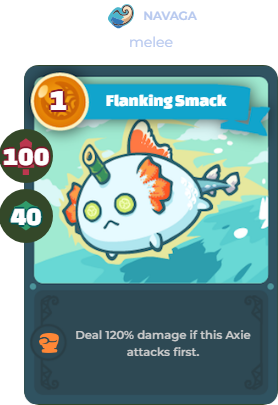 NAVAGA
melee
1
Flanking Smack
100
40
Deal 120% damage if this Axie
attacks first.